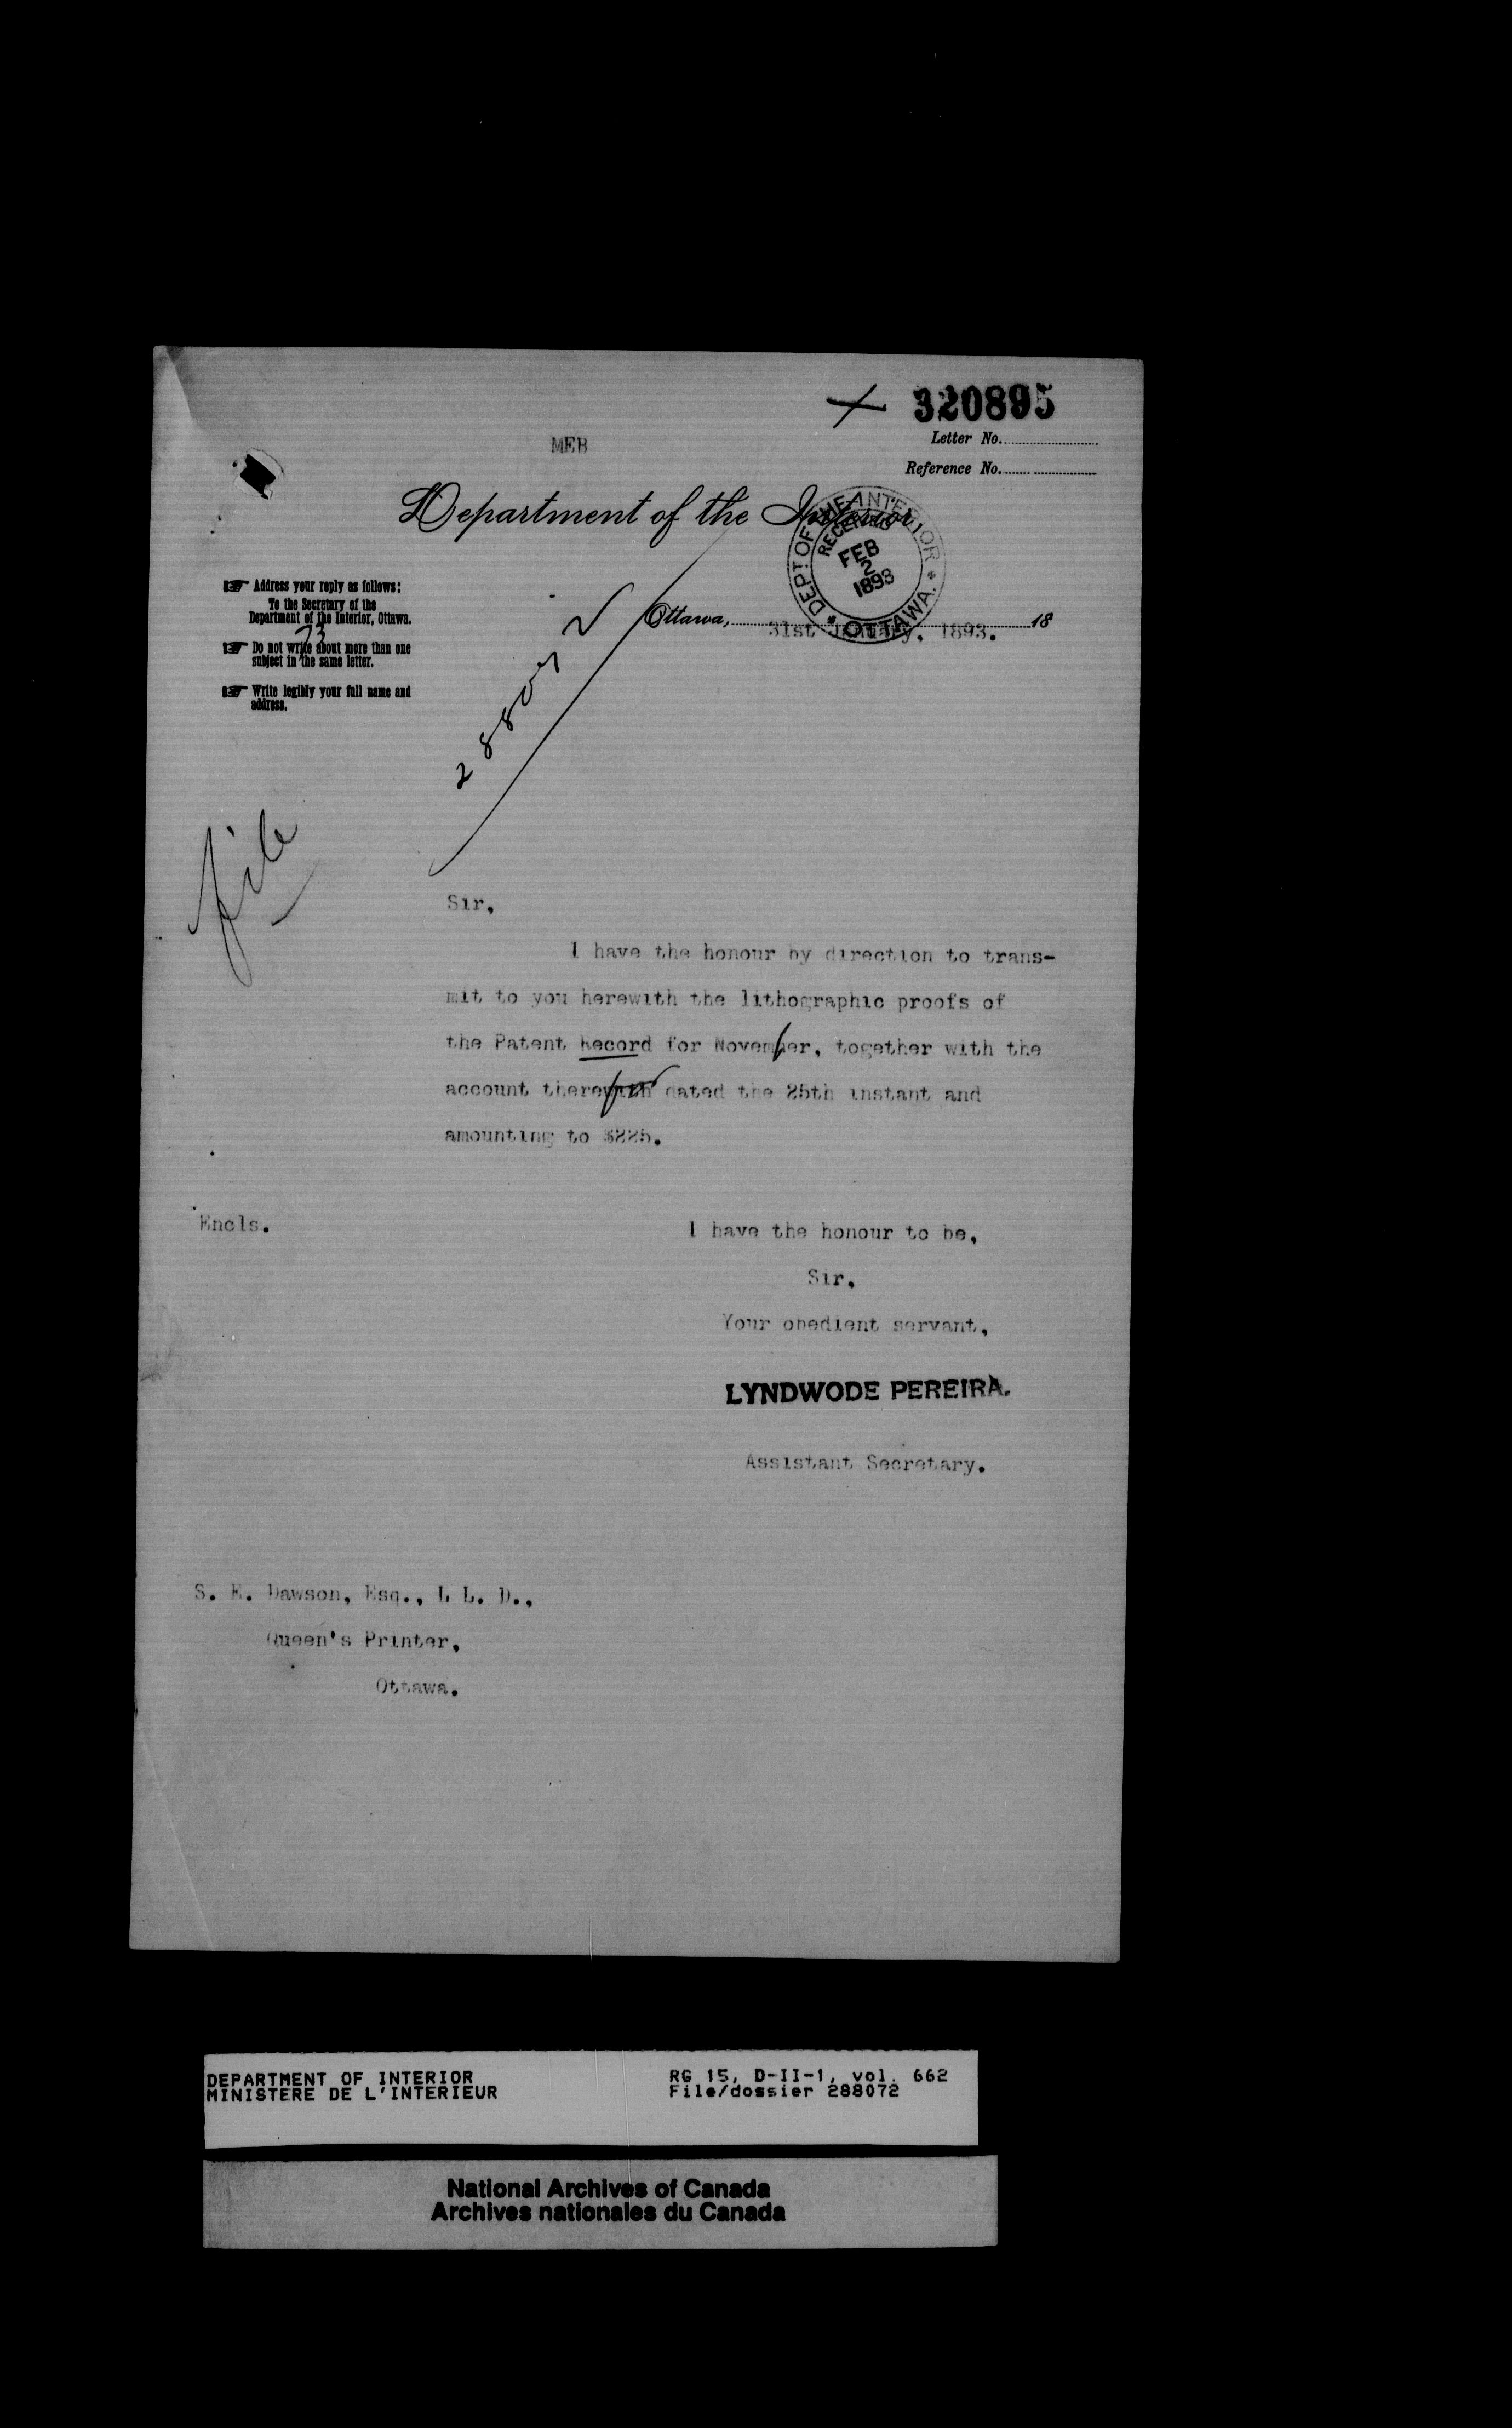 320895
Letter No.
Reference No.
MEB
Department of the Interior
DEPT. OF THE INTERIOR * OTTAWA. *
RECEIVED
FEB
2
1893
Address your reply as follows:
To the Secretary of the
Department of the Interior, Ottawa.
73
Do not write about more than one
subject in the same letter.
Write legibly your full name and
address.
Ottawa, 31st January, 1893. 18
288072
file
Sir,
I have the honour by direction to trans-
mit to you herewith the lithographic proofs of
the Patent Record for November, together with the
account therefor dated the 25th instant and
amounting to $225.
Encls.
I have the honour to be,
Sir,
Your obedient servant,
LYNDWODE PEREIRA.
Assistant Secretary.
S. E. Dawson, Esq., L L. D.,
Queen's Printer,
Ottawa.
DEPARTMENT OF INTERIOR
MINISTERE DE L'INTERIEUR
RG 15, D-II-1, vol. 662
File/dossier 288072
National Archives of Canada
Archives nationales du Canada